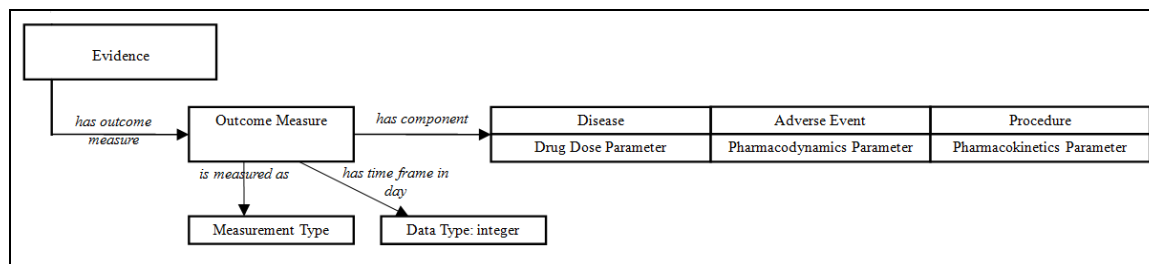 Evidence
has outcome
measure
Outcome Measure
has component
Disease
Adverse Event
Procedure
Drug Dose Parameter
Pharmacodynamics Parameter
Pharmacokinetics Parameter
is measured as
has time frame in
day
Measurement Type
Data Type: integer